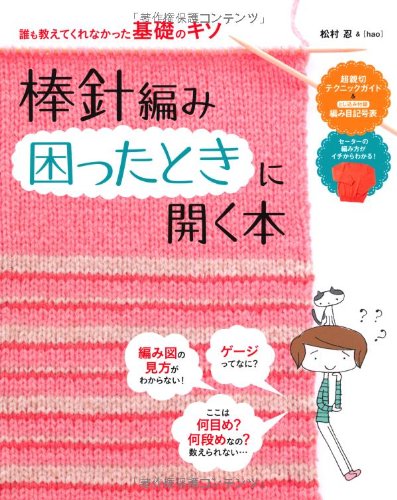 「著作権保護コンテンツ」
誰も教えてくれなかった基礎のキソ
松村 忍 & [hao]
棒針編み
困ったときに
開く本
超親切
テクニックガイド
&
とじ込み付録
編み目記号表
セーターの
編み方が
イチからわかる!
編み図の
見方が
わからない!
ゲージ
ってなに?
ここは
何目め?
何段めなの?
数えられない…
? ? ?
「著作権保護コンテンツ」